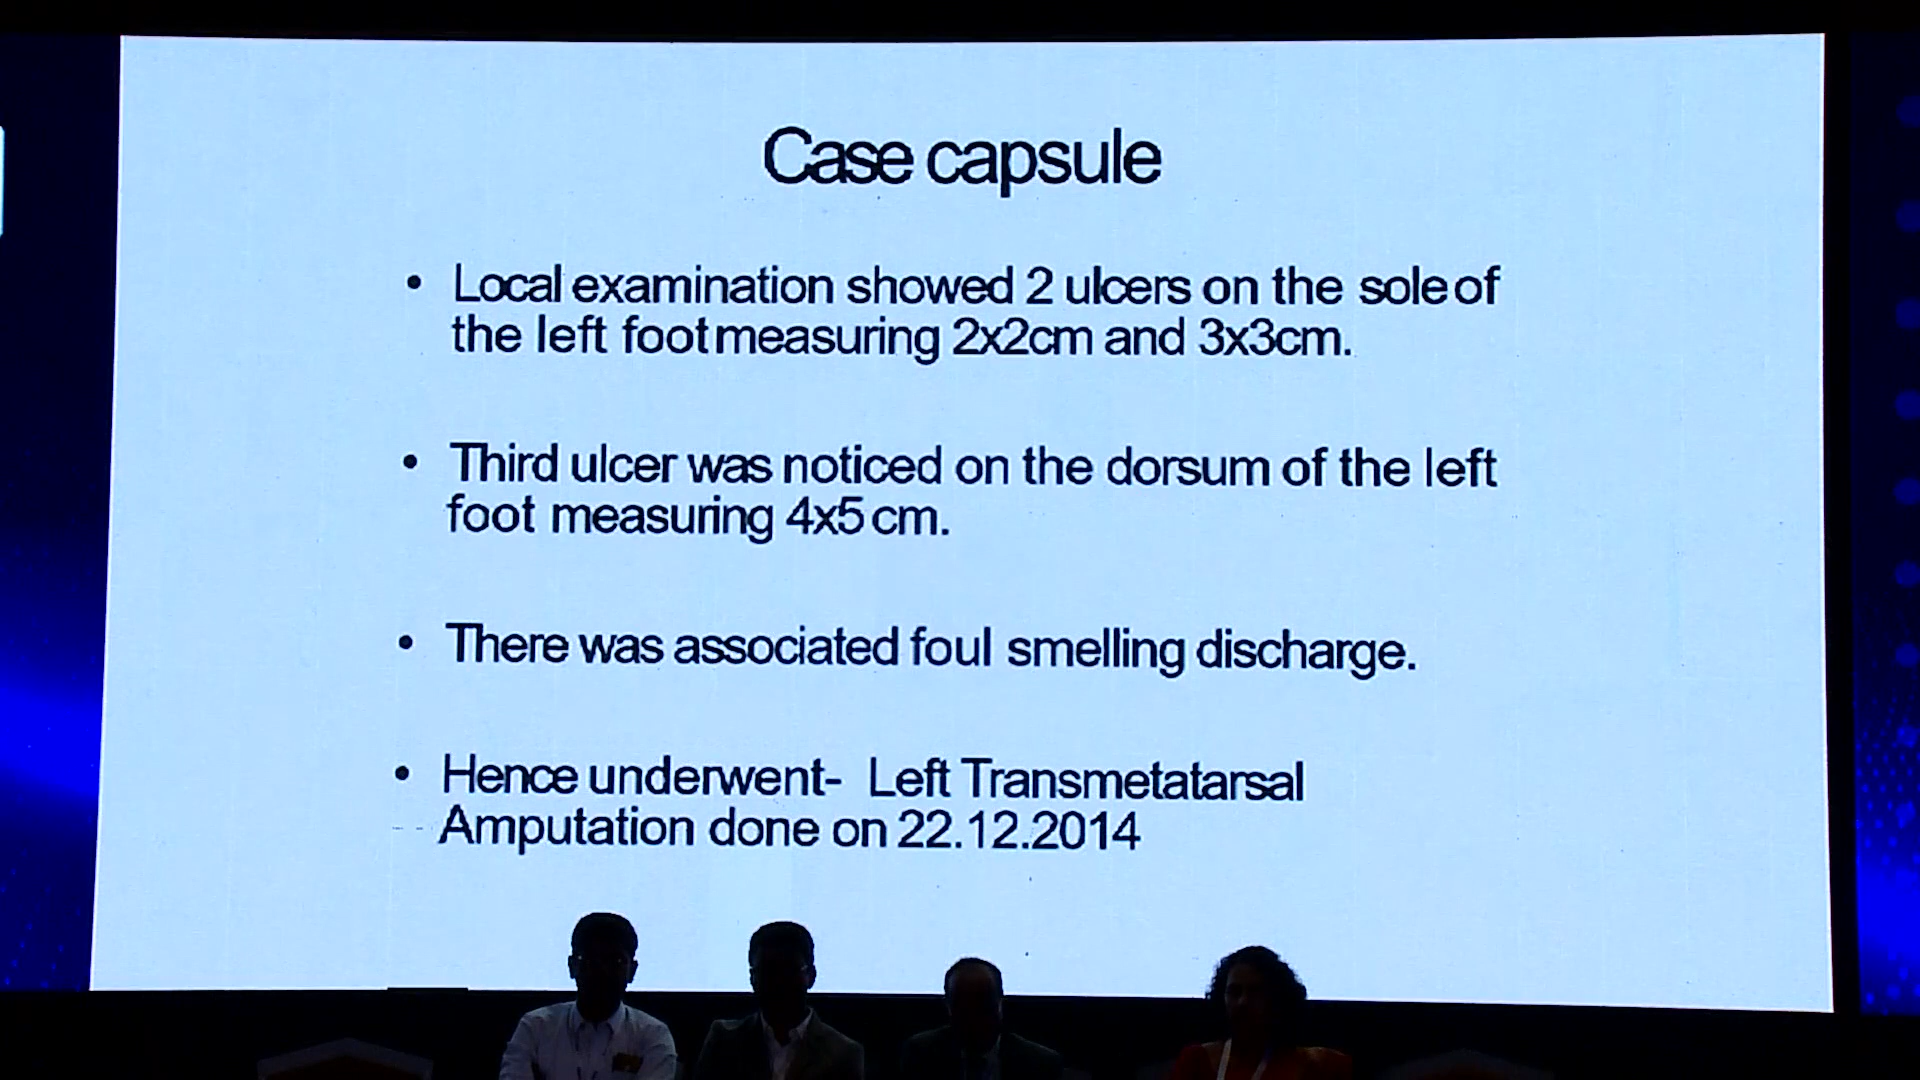 Case capsule
• Local examination showed 2 ulcers on the sole of
the left foot measuring 2x2cm and 3x3cm.
• Third ulcer was noticed on the dorsum of the left
foot measuring 4x5 cm.
• There was associated foul smelling discharge.
• Hence underwent- Left Transmetatarsal
Amputation done on 22.12.2014